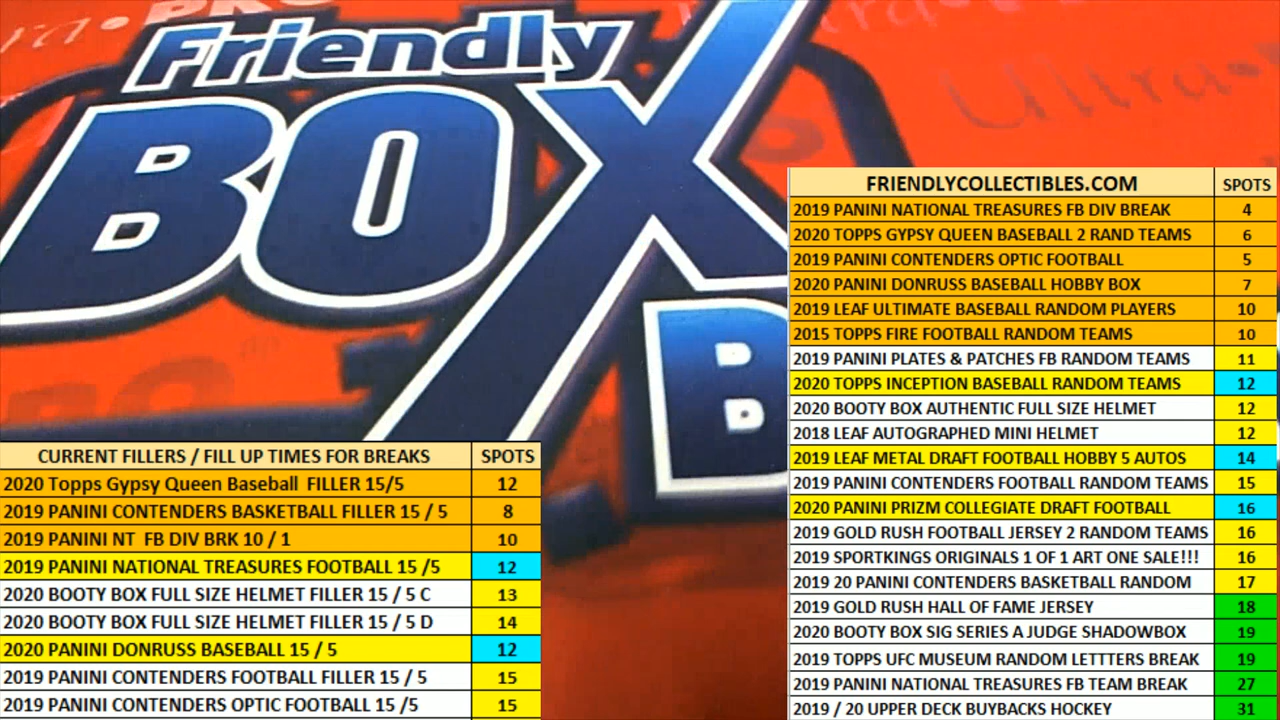 Friendly
BOX
B
Ultra•PRO
FRIENDLYCOLLECTIBLES.COM SPOTS
2019 PANINI NATIONAL TREASURES FB DIV BREAK 4
2020 TOPPS GYPSY QUEEN BASEBALL 2 RAND TEAMS 6
2019 PANINI CONTENDERS OPTIC FOOTBALL 5
2020 PANINI DONRUSS BASEBALL HOBBY BOX 7
2019 LEAF ULTIMATE BASEBALL RANDOM PLAYERS 10
2015 TOPPS FIRE FOOTBALL RANDOM TEAMS 10
2019 PANINI PLATES & PATCHES FB RANDOM TEAMS 11
2020 TOPPS INCEPTION BASEBALL RANDOM TEAMS 12
2020 BOOTY BOX AUTHENTIC FULL SIZE HELMET 12
2018 LEAF AUTOGRAPHED MINI HELMET 12
2019 LEAF METAL DRAFT FOOTBALL HOBBY 5 AUTOS 14
2019 PANINI CONTENDERS FOOTBALL RANDOM TEAMS 15
2020 PANINI PRIZM COLLEGIATE DRAFT FOOTBALL 16
2019 GOLD RUSH FOOTBALL JERSEY 2 RANDOM TEAMS 16
2019 SPORTKINGS ORIGINALS 1 OF 1 ART ONE SALE!!! 16
2019 20 PANINI CONTENDERS BASKETBALL RANDOM 17
2019 GOLD RUSH HALL OF FAME JERSEY 18
2020 BOOTY BOX SIG SERIES A JUDGE SHADOWBOX 19
2019 TOPPS UFC MUSEUM RANDOM LETTTERS BREAK 19
2019 PANINI NATIONAL TREASURES FB TEAM BREAK 27
2019 / 20 UPPER DECK BUYBACKS HOCKEY 31
CURRENT FILLERS / FILL UP TIMES FOR BREAKS SPOTS
2020 Topps Gypsy Queen Baseball FILLER 15/5 12
2019 PANINI CONTENDERS BASKETBALL FILLER 15 / 5 8
2019 PANINI NT FB DIV BRK 10 / 1 10
2019 PANINI NATIONAL TREASURES FOOTBALL 15 /5 12
2020 BOOTY BOX FULL SIZE HELMET FILLER 15 / 5 C 13
2020 BOOTY BOX FULL SIZE HELMET FILLER 15 / 5 D 14
2020 PANINI DONRUSS BASEBALL 15 / 5 12
2019 PANINI CONTENDERS FOOTBALL FILLER 15 / 5 15
2019 PANINI CONTENDERS OPTIC FOOTBALL 15 /5 15